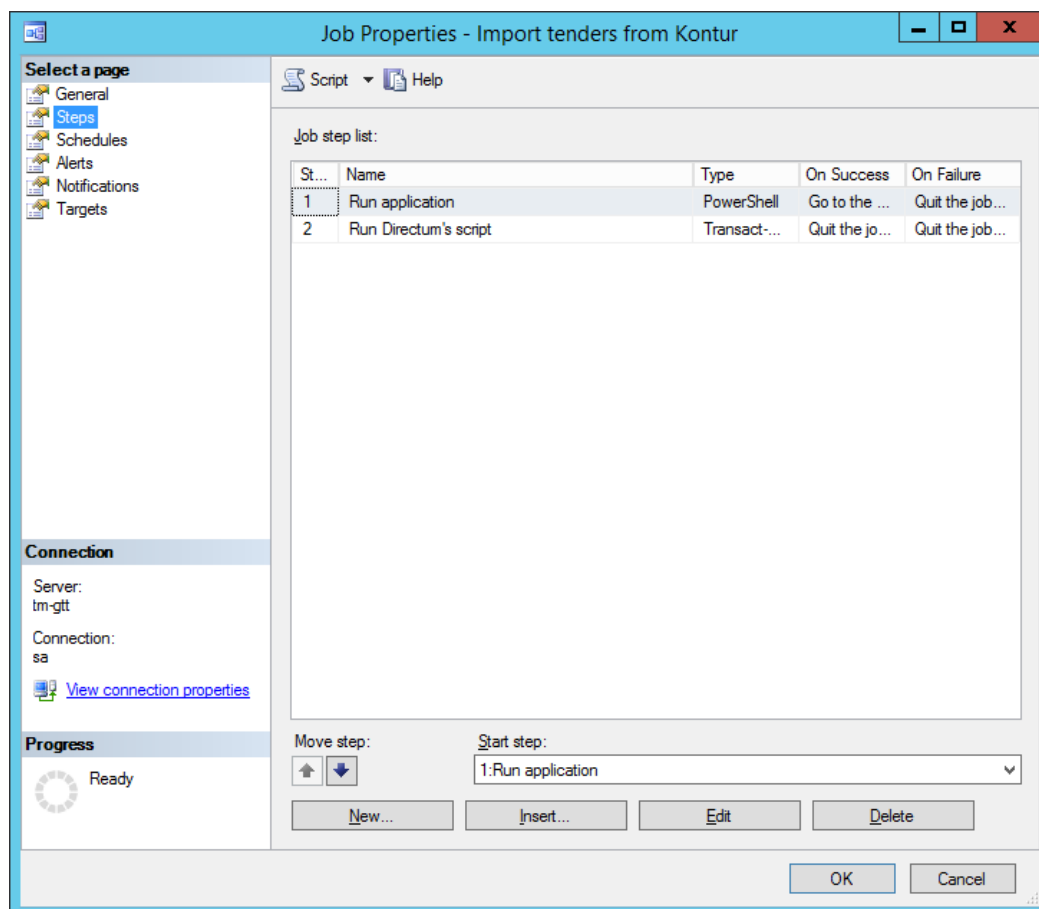 Job Properties - Import tenders from Kontur
x
Select a page
General
Steps
Schedules
Alerts
Notifications
Targets
Connection
Server:
tm-gtt
Connection:
sa
View connection properties
Progress
Ready
Script Help
Job step list:
St... Name Type On Success On Failure
1 Run application PowerShell Go to the ... Quit the job...
2 Run Directum's script Transact-... Quit the jo... Quit the job...
Move step: Start step:
1:Run application
New... Insert... Edit Delete
OK Cancel